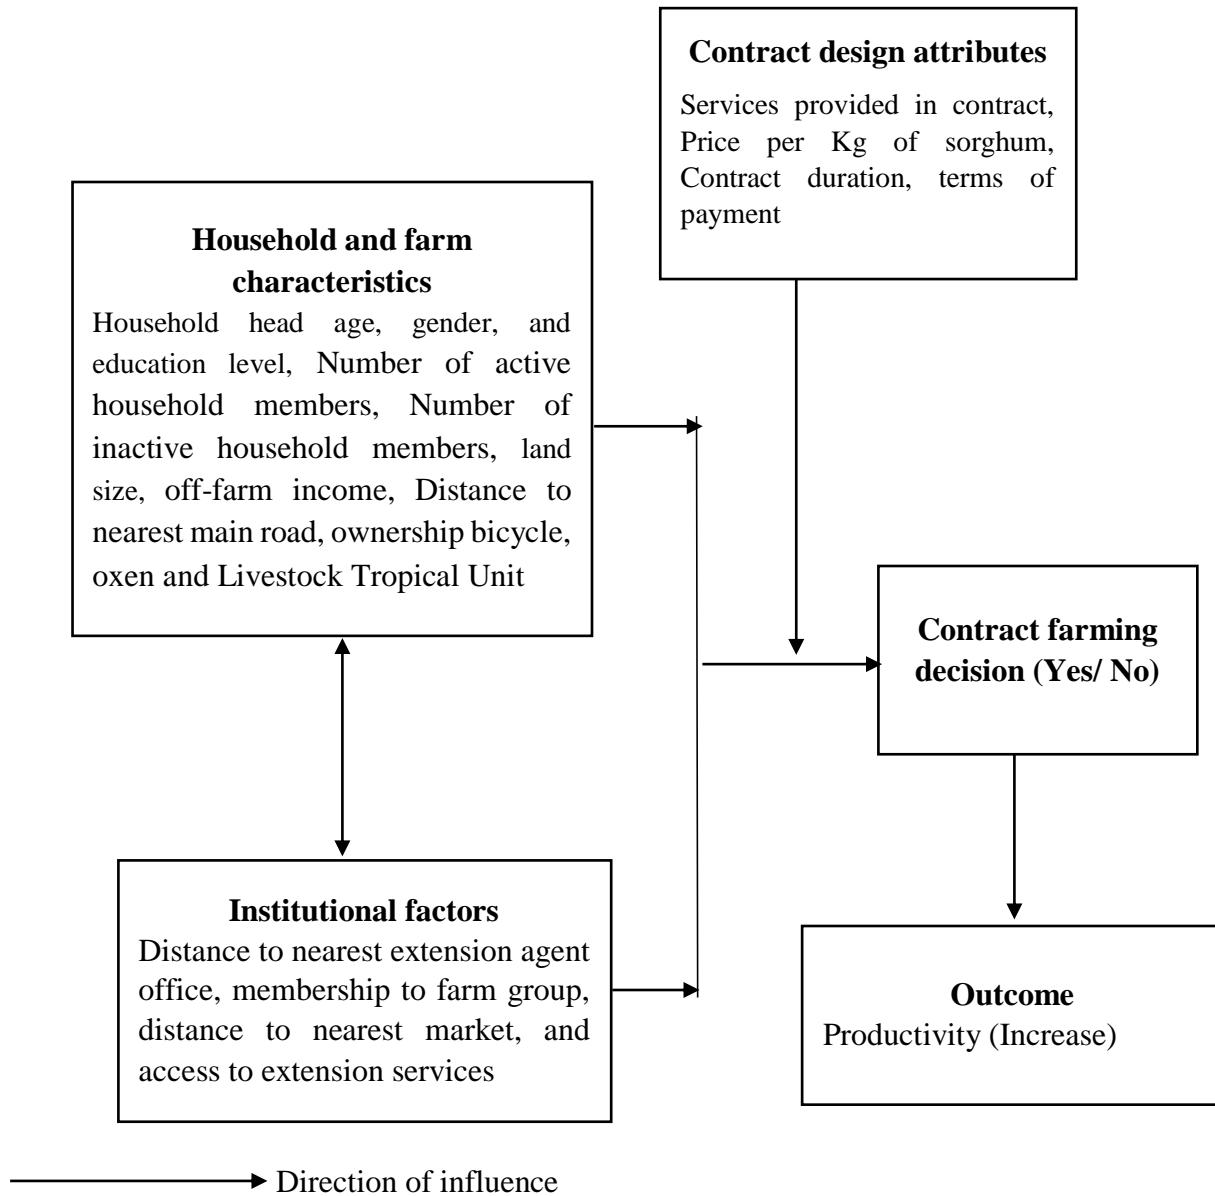 Contract design attributes
Services provided in contract,
Price per Kg of sorghum,
Contract duration, terms of
payment
Household and farm
characteristics
Household head age, gender, and
education level, Number of active
household members, Number of
inactive household members, land
size, off-farm income, Distance to
nearest main road, ownership bicycle,
oxen and Livestock Tropical Unit
Contract farming
decision (Yes/ No)
Institutional factors
Distance to nearest extension agent
office, membership to farm group,
distance to nearest market, and
access to extension services
Outcome
Productivity (Increase)
Direction of influence